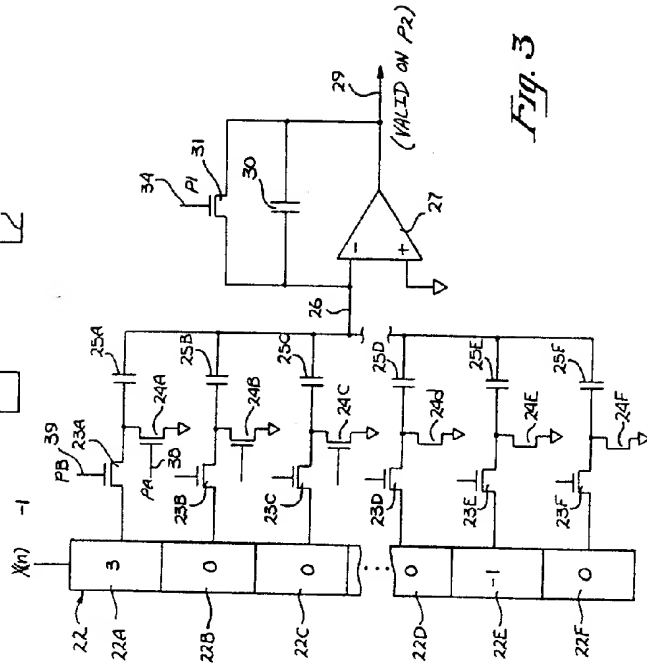 X(n) -1
22
3
22A
0
22B
0
22C
0
22D
-1
22E
0
22F
PB
39
23A
24A
PA
38
23B
24B
23C
24C
23D
24d
23E
24E
23F
24F
25A
25B
25C
25D
25E
25F
26
34
P1
31
30
-
+
27
29
(VALID ON P2)
Fig. 3